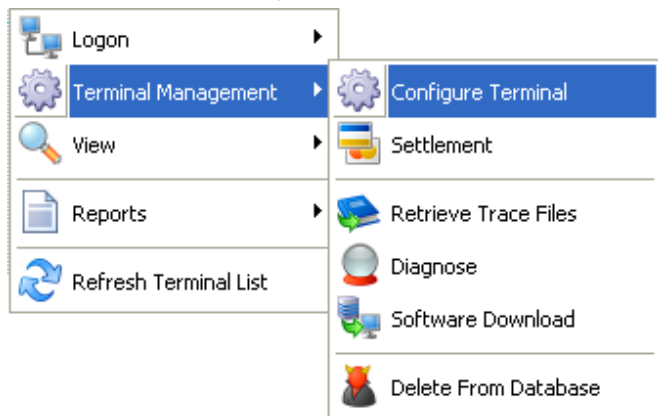 Logon
Terminal Management
View
Reports
Refresh Terminal List
Configure Terminal
Settlement
Retrieve Trace Files
Diagnose
Software Download
Delete From Database